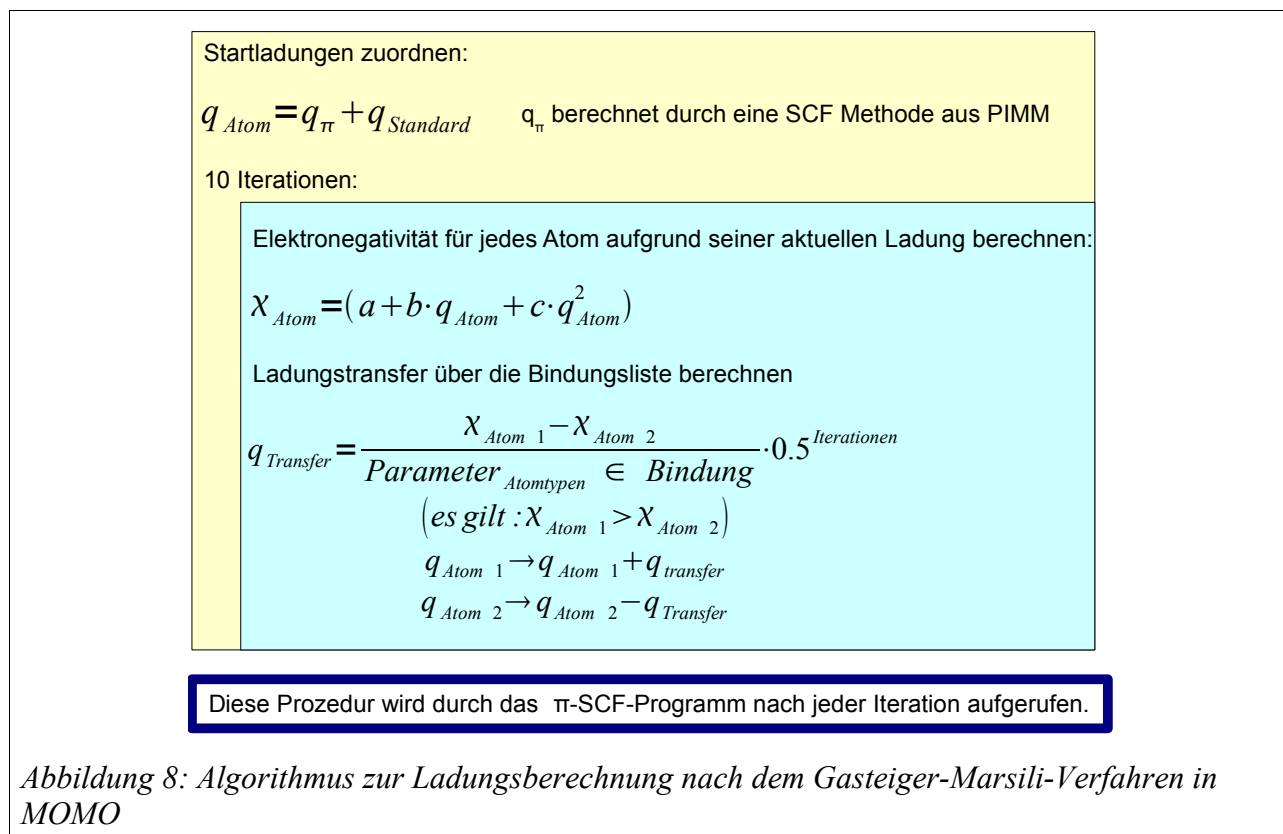 Startladungen zuordnen:
q_Atom = q_π + q_Standard    q_π berechnet durch eine SCF Methode aus PIMM
10 Iterationen:
Elektronegativität für jedes Atom aufgrund seiner aktuellen Ladung berechnen:
χ_Atom = (a + b · q_Atom + c · q²_Atom)
Ladungstransfer über die Bindungsliste berechnen
χ_Atom 1 − χ_Atom 2
q_Transfer = / Parameter_Atomtypen ∈ Bindung · 0.5^Iterationen
(es gilt : χ_Atom 1 > χ_Atom 2)
q_Atom 1 → q_Atom 1 + q_transfer
q_Atom 2 → q_Atom 2 − q_Transfer
Diese Prozedur wird durch das π-SCF-Programm nach jeder Iteration aufgerufen.
Abbildung 8: Algorithmus zur Ladungsberechnung nach dem Gasteiger-Marsili-Verfahren in
MOMO